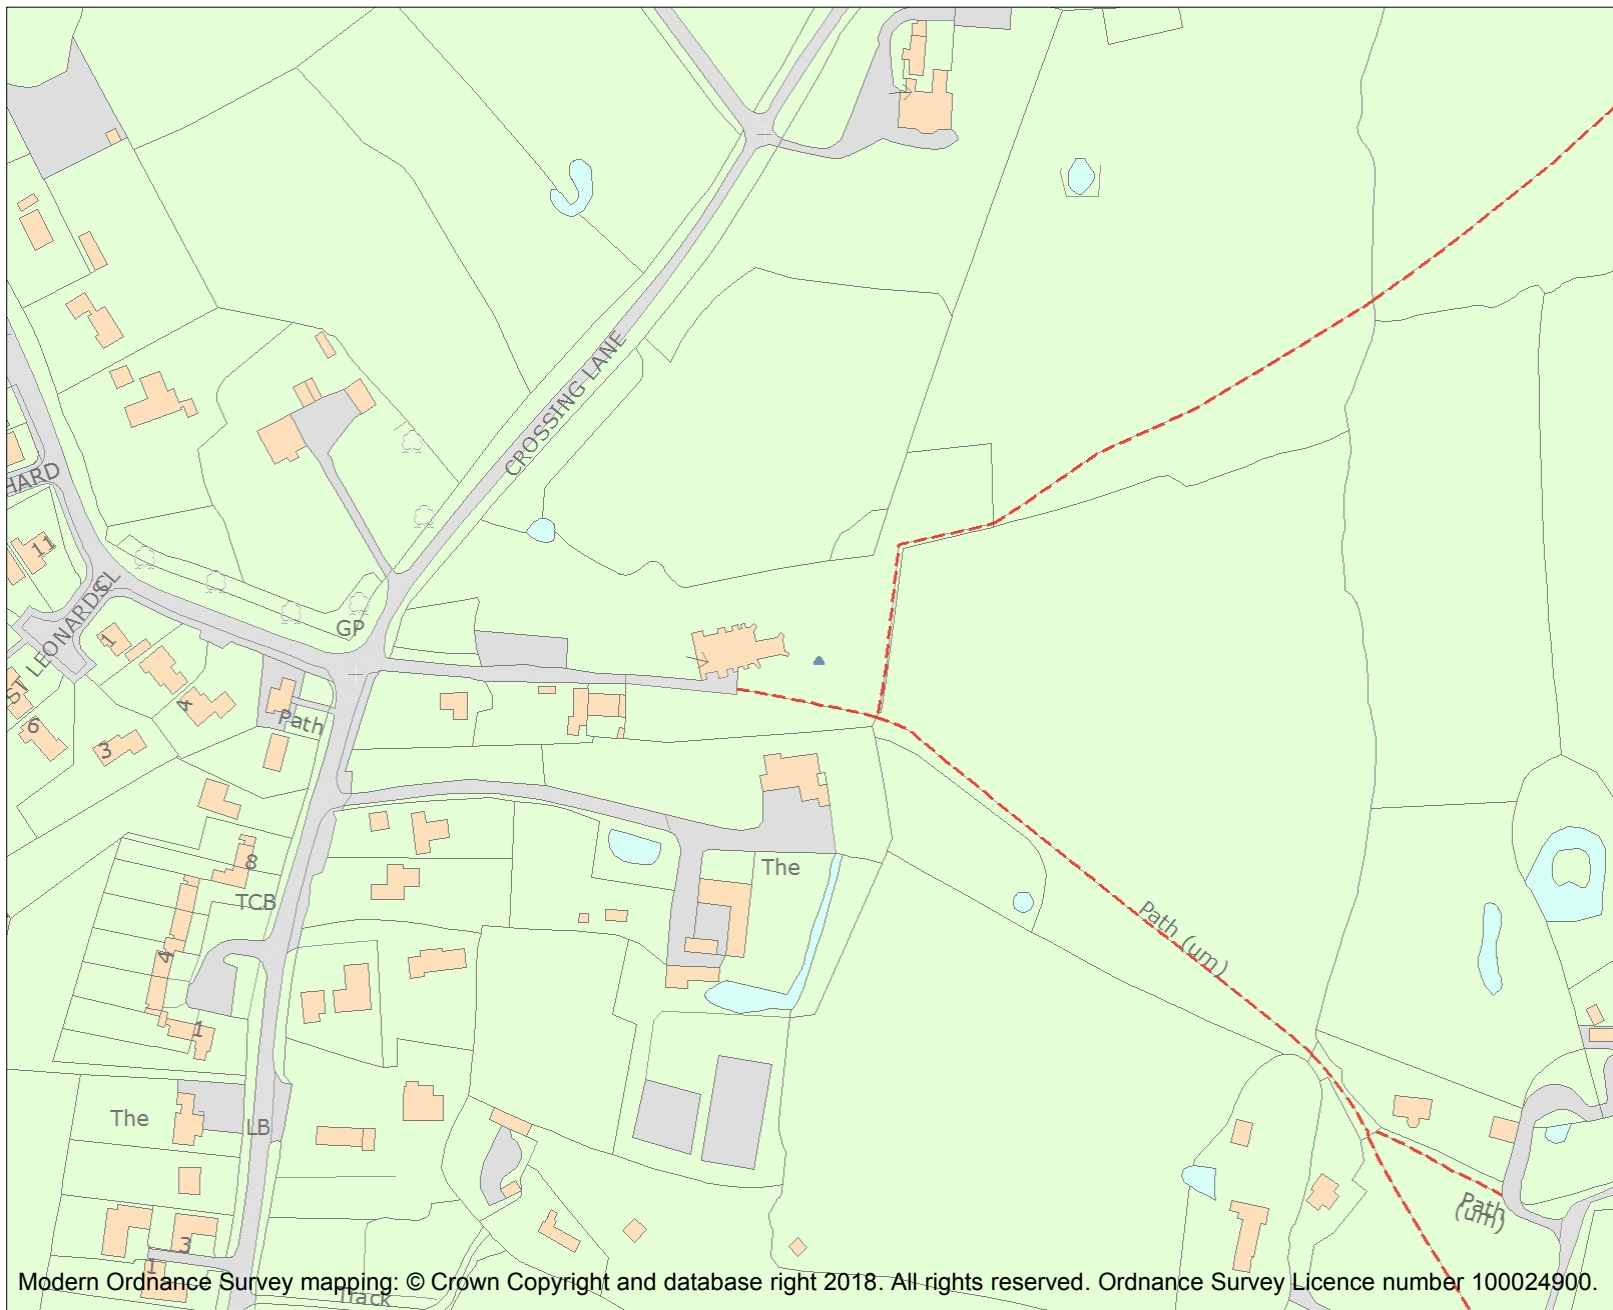 CROSSING LANE
HARD
11
ST LEONARDS CL
1
GP
4
6
3
Path
8
The
TCB
4
Path (um)
1
The
LB
Path
(um)
3
1
Track
Modern Ordnance Survey mapping: © Crown Copyright and database right 2018. All rights reserved. Ordnance Survey Licence number 100024900.